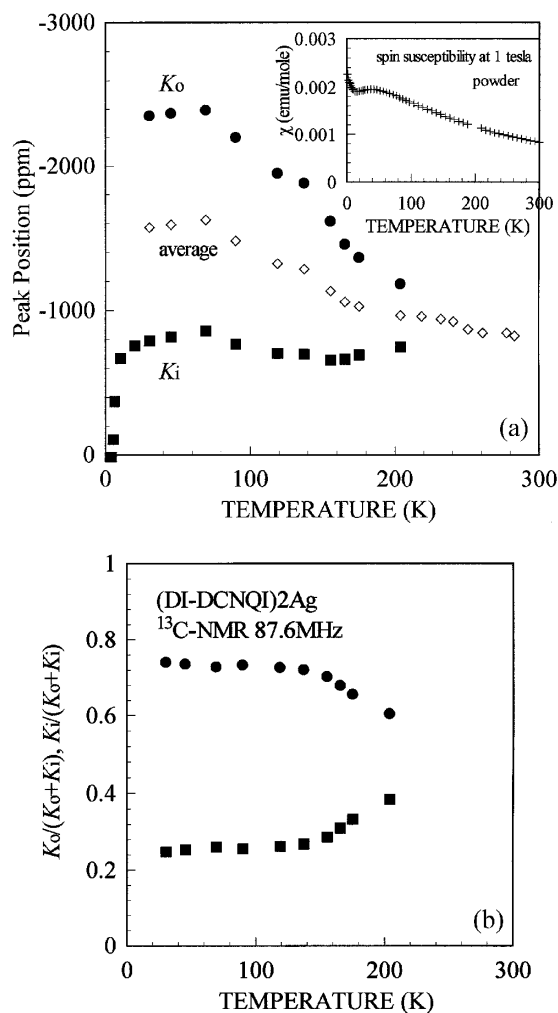 -3000
-2000
-1000
0
Peak Position (ppm)
Ko
average
Ki
0.003
0.002
0.001
0
χ (emu/mole)
spin susceptibility at 1 tesla
powder
0 100 200 300
TEMPERATURE (K)
(a)
0 100 200 300
TEMPERATURE (K)
1
0.8
0.6
0.4
0.2
0
Ko/(Ko+Ki), Ki/(Ko+Ki)
(DI-DCNQI)2Ag
13C-NMR 87.6MHz
(b)
0 100 200 300
TEMPERATURE (K)